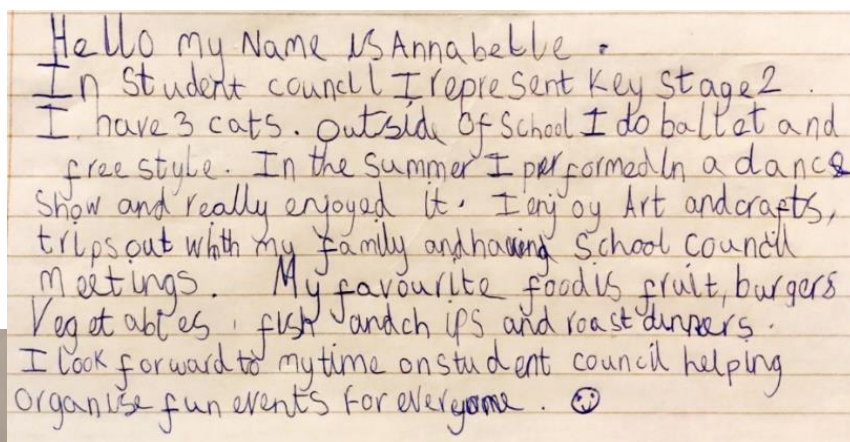 Hello my Name is Annabelle.
In Student council I represent Key Stage 2.
I have 3 cats. outside of School I do ballet and
freestyle. In the summer I performed In a dance
Show and really enjoyed it. I enjoy Art and crafts,
trips out whith my family and having School council
Meetings. My favourite food is fruit, burgers
Vegetables, fish and chips and roast dinners.
I look forward to my time on student council helping
organise fun events for everyone. ☺